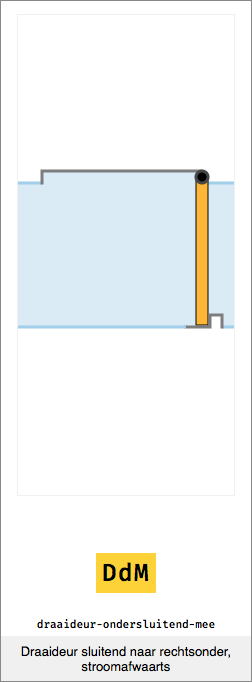 DdM
draaideur-ondersluitend-mee
Draaideur sluitend naar rechtsonder,
stroomafwaarts